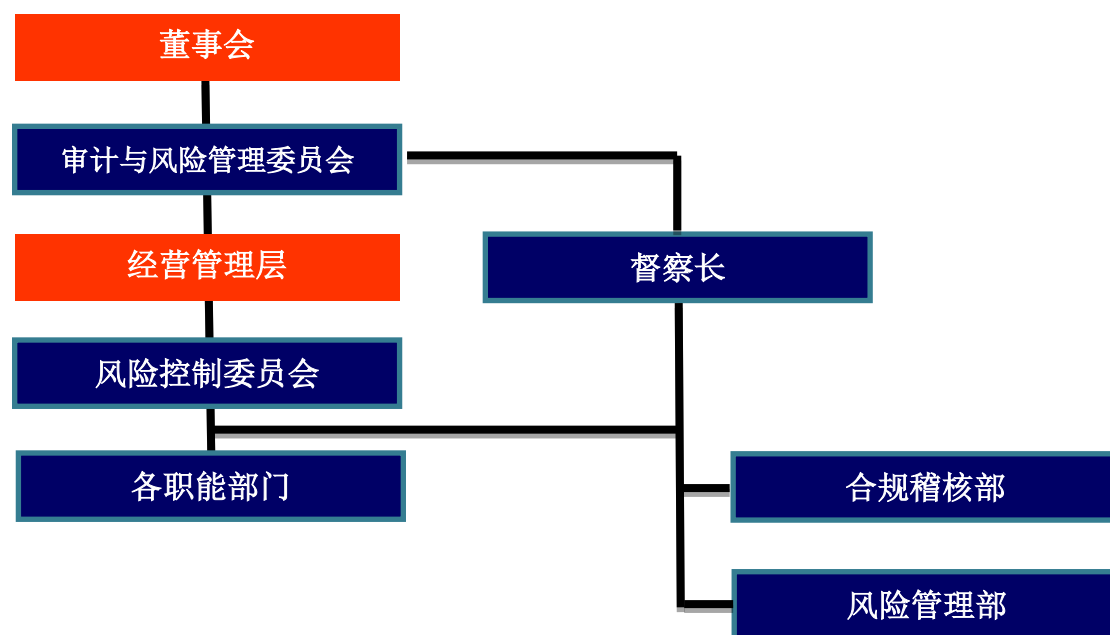 董事会
审计与风险管理委员会
经营管理层
督察长
风险控制委员会
各职能部门
合规稽核部
风险管理部